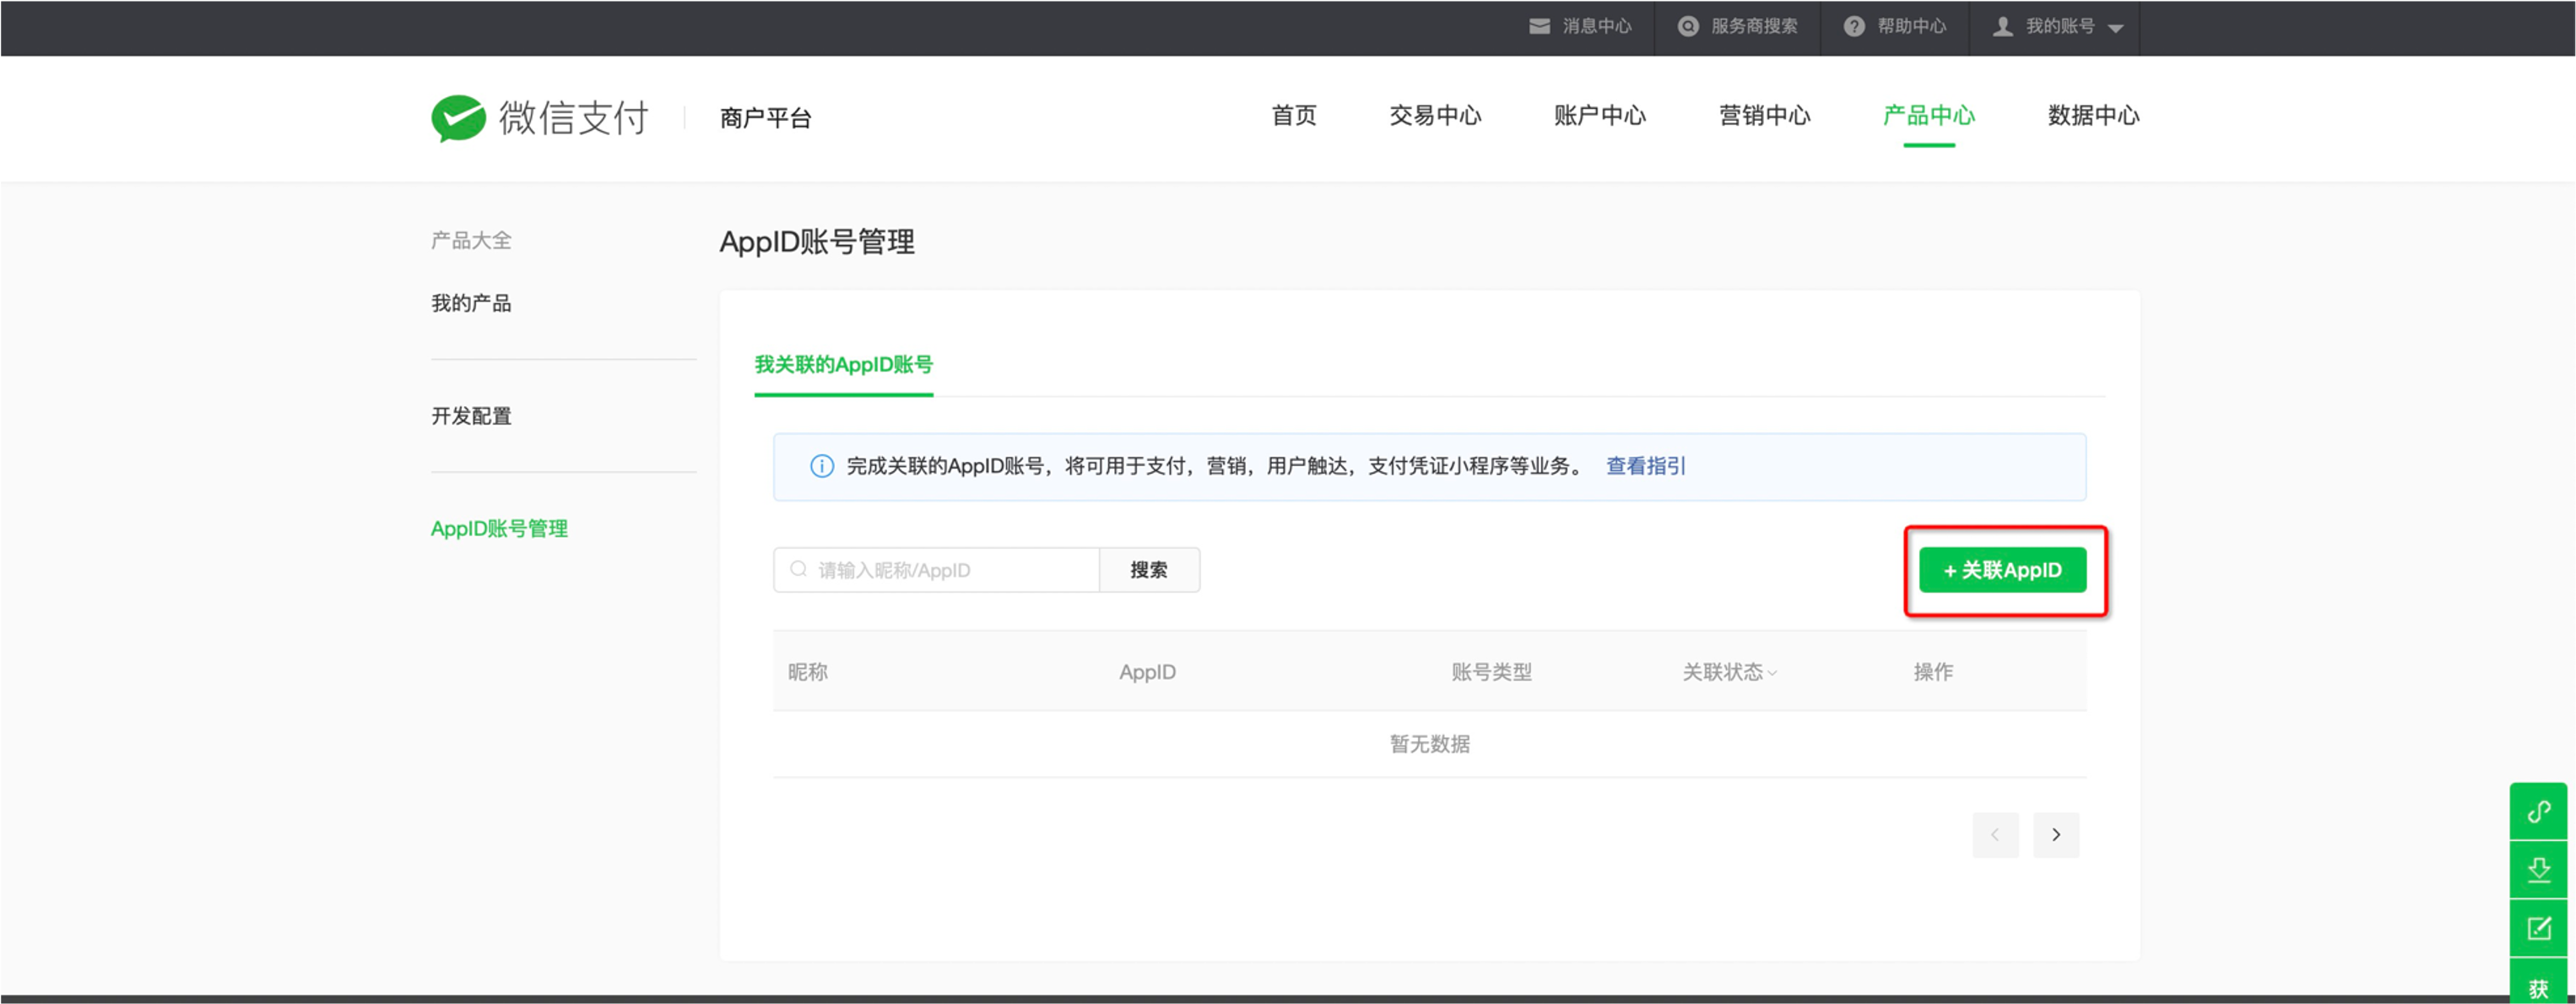 消息中心 服务商搜索 帮助中心 我的账号
微信支付 商户平台 首页 交易中心 账户中心 营销中心 产品中心 数据中心
产品大全
我的产品
开发配置
AppID账号管理
AppID账号管理
我关联的AppID账号
完成关联的AppID账号，将可用于支付，营销，用户触达，支付凭证小程序等业务。 查看指引
请输入昵称/AppID 搜索 + 关联AppID
昵称 AppID 账号类型 关联状态 操作
暂无数据
获